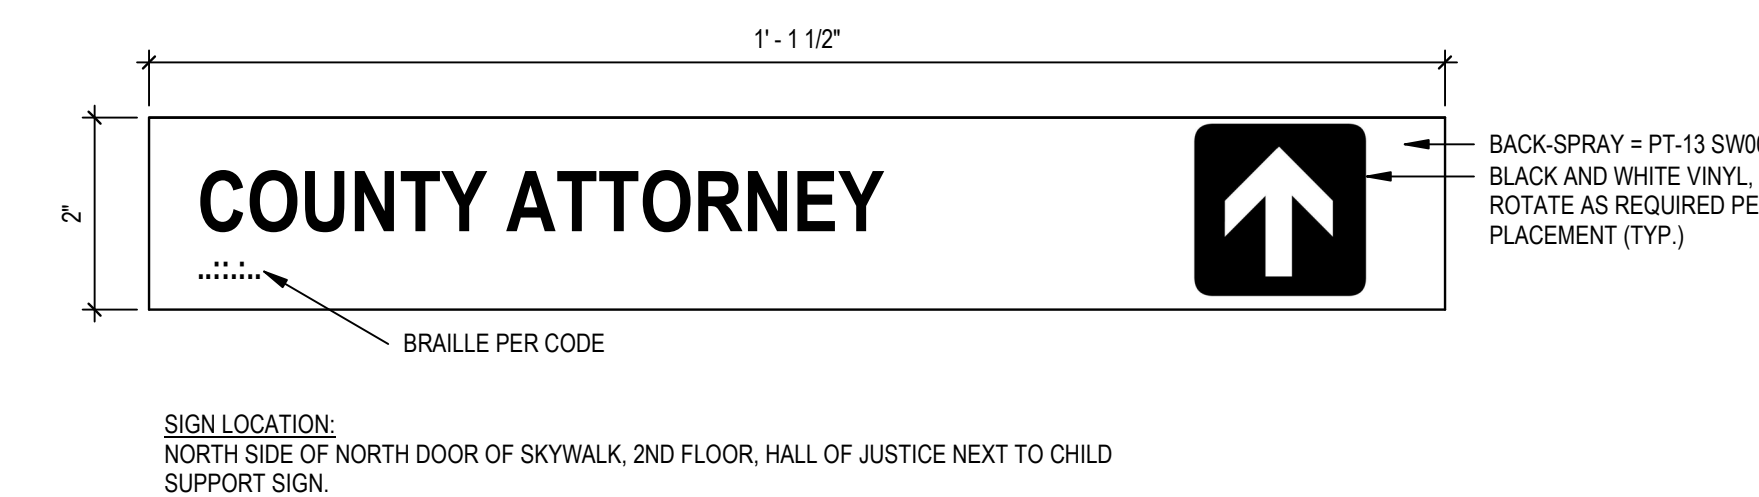 1' - 1 1/2"
2"
COUNTY ATTORNEY
BRAILLE PER CODE
BACK-SPRAY = PT-13
BLACK AND WHITE VINYL,
ROTATE AS REQUIRED
PLACEMENT (TYP.)
SIGN LOCATION:
NORTH SIDE OF NORTH DOOR OF SKYWALK, 2ND FLOOR, HALL OF JUSTICE NEXT TO CHILD
SUPPORT SIGN.